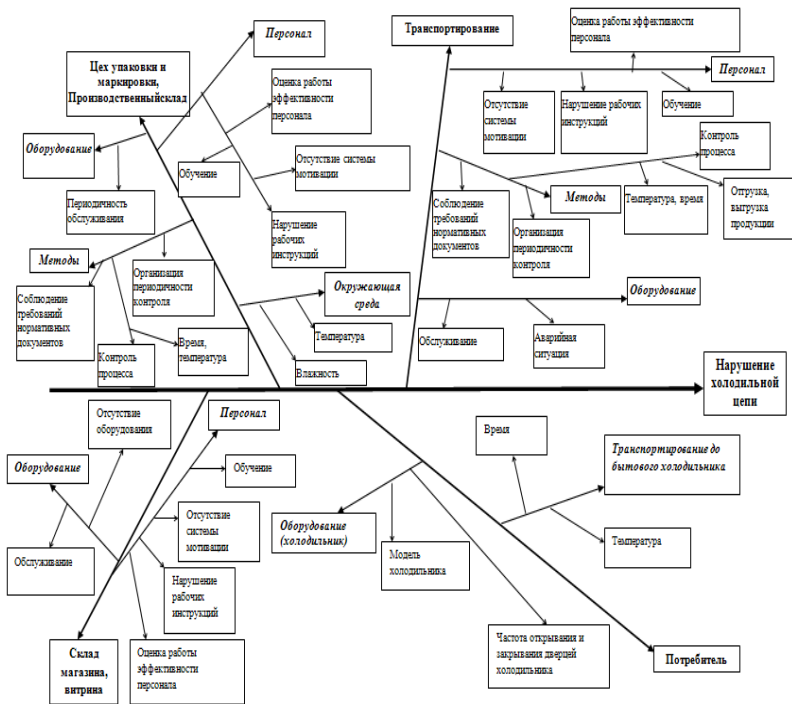 Цех упаковки и
маркировки,
Производственныйсклад
Персонал
Оценка работы
эффективности
персонала
Обучение
Отсутствие системы
мотивации
Нарушение
рабочих
инструкций
Оборудование
Периодичность
обслуживания
Методы
Соблюдение
требований
нормативных
документов
Организация
периодичности
контроля
Контроль
процесса
Время,
температура
Окружающая
среда
Температура
Влажность
Транспортирование
Оценка работы эффективности
персонала
Персонал
Отсутствие
системы
мотивации
Нарушение рабочих
инструкций
Обучение
Контроль
процесса
Соблюдение
требований
нормативных
документов
Методы
Организация
периодичности
контроля
Температура, время
Отгрузка,
выгрузка
продукции
Оборудование
Обслуживание
Аварийная
ситуация
Нарушение
холодильной
цепи
Отсутствие
оборудования
Оборудование
Обслуживание
Персонал
Обучение
Отсутствие
системы
мотивации
Нарушение
рабочих
инструкций
Оценка работы
эффективности
персонала
Склад
магазина,
витрина
Оборудование
(холодильник)
Модель
холодильника
Частота открывания и
закрывания дверцей
холодильника
Время
Транспортирование до
бытового холодильника
Температура
Потребитель